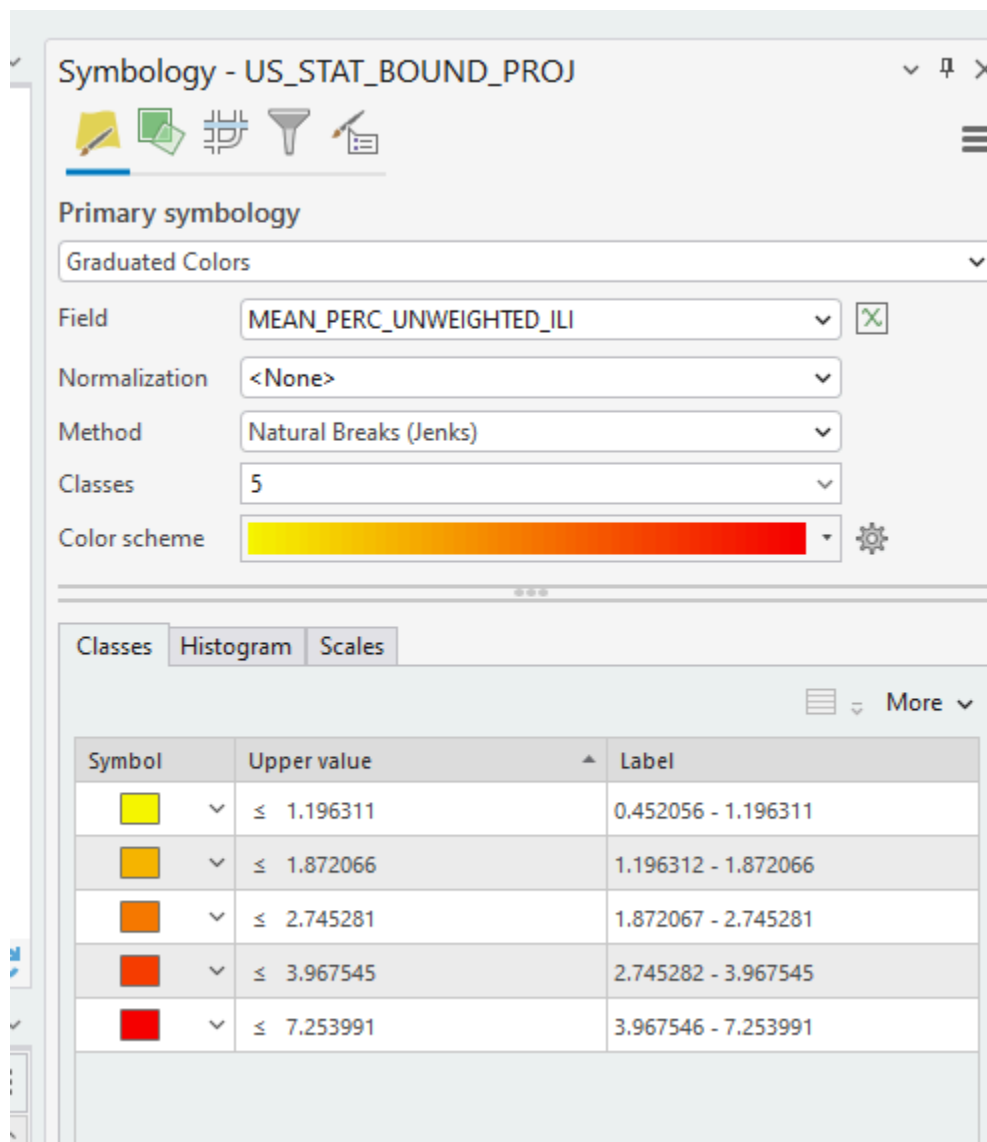 Symbology - US_STAT_BOUND_PROJ
Primary symbology
Graduated Colors
Field MEAN_PERC_UNWEIGHTED_ILI
Normalization <None>
Method Natural Breaks (Jenks)
Classes 5
Color scheme
Classes Histogram Scales
More
Symbol Upper value Label
≤ 1.196311 0.452056 - 1.196311
≤ 1.872066 1.196312 - 1.872066
≤ 2.745281 1.872067 - 2.745281
≤ 3.967545 2.745282 - 3.967545
≤ 7.253991 3.967546 - 7.253991